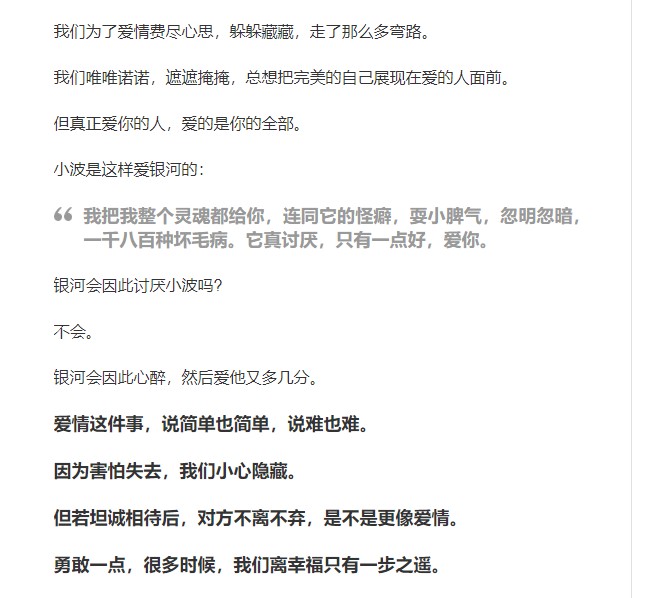 我们为了爱情费尽心思，躲躲藏藏，走了那么多弯路。
我们唯唯诺诺，遮遮掩掩，总想把完美的自己展现在爱的人面前。
但真正爱你的人，爱的是你的全部。
小波是这样爱银河的：
“ 我把我整个灵魂都给你，连同它的怪癖，耍小脾气，忽明忽暗，
一千八百种坏毛病。它真讨厌，只有一点好，爱你。
银河会因此讨厌小波吗？
不会。
银河会因此心醉，然后爱他又多几分。
爱情这件事，说简单也简单，说难也难。
因为害怕失去，我们小心隐藏。
但若坦诚相待后，对方不离不弃，是不是更像爱情。
勇敢一点，很多时候，我们离幸福只有一步之遥。